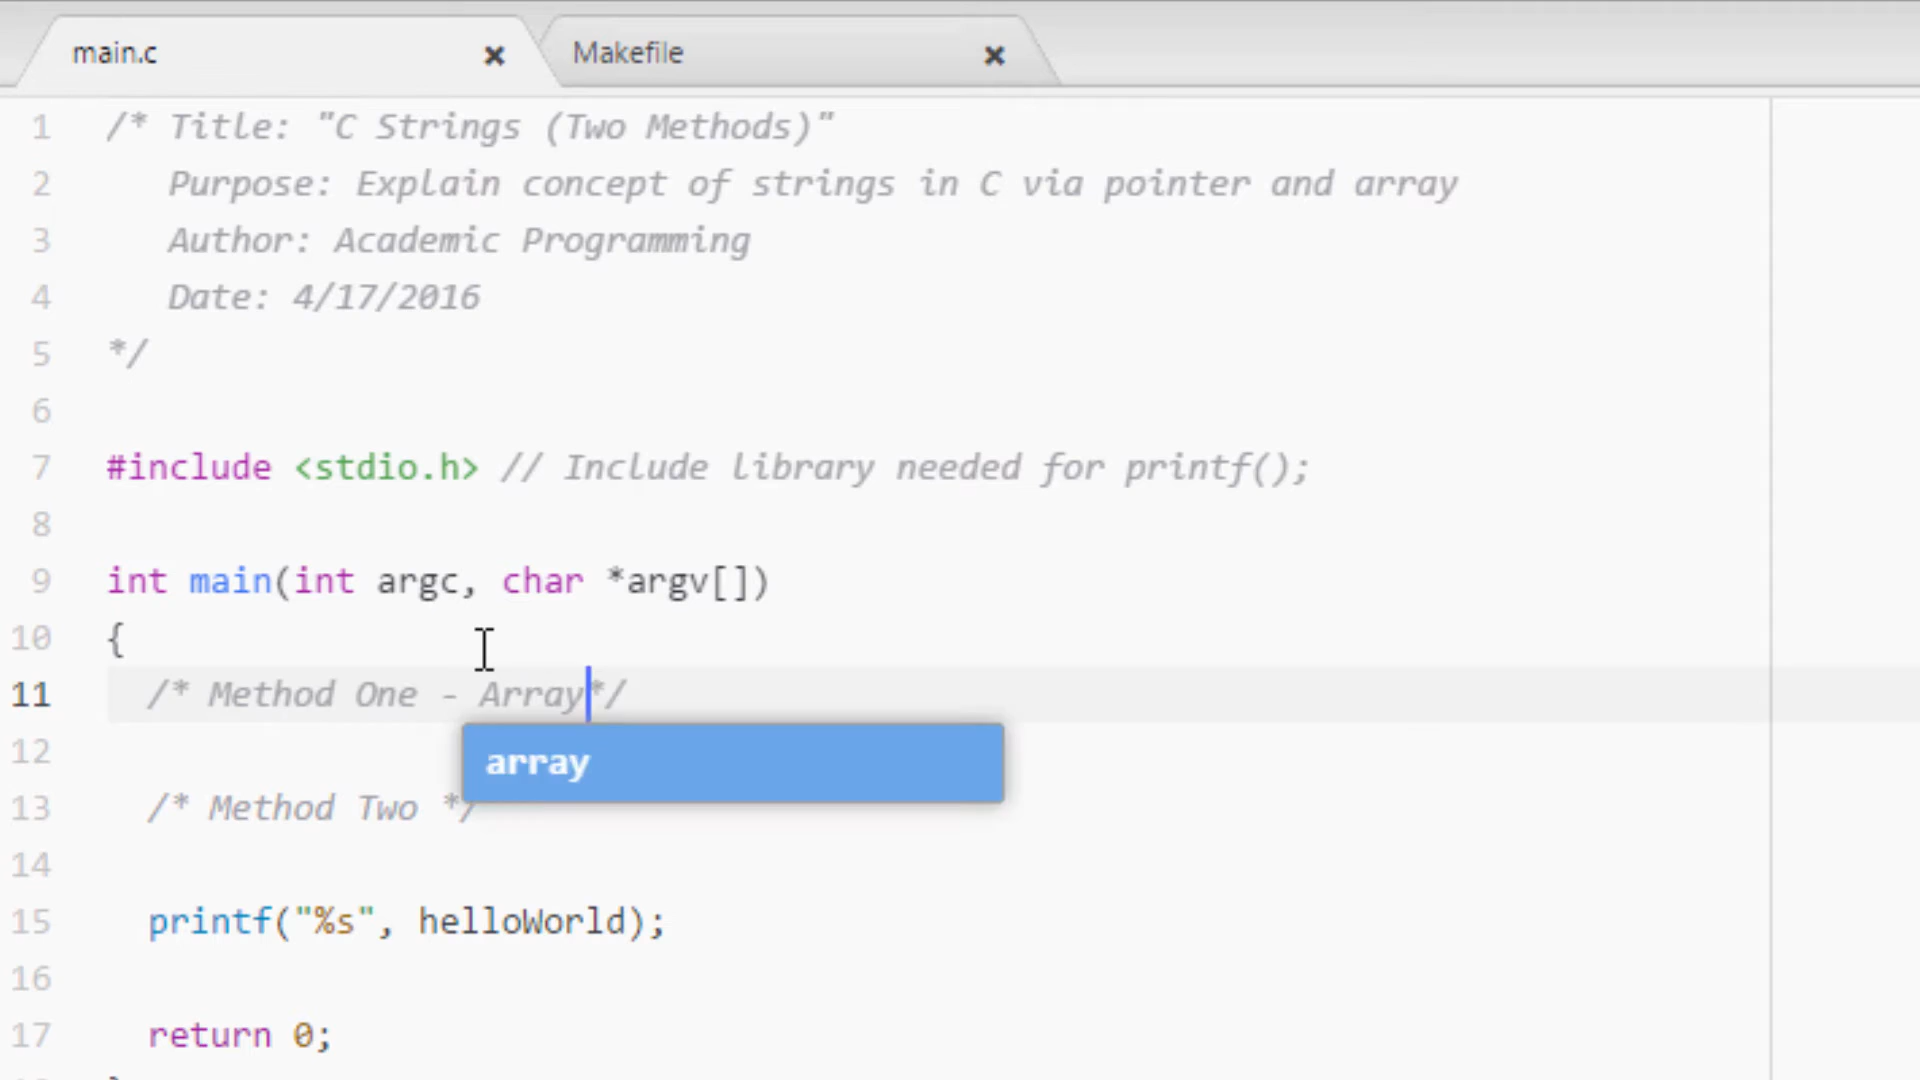 main.c
Makefile
1 /* Title: "C Strings (Two Methods)"
2 Purpose: Explain concept of strings in C via pointer and array
3 Author: Academic Programming
4 Date: 4/17/2016
5 */
6
7 #include <stdio.h> // Include library needed for printf();
8
9 int main(int argc, char *argv[])
10 {
11 /* Method One - Array*/
array
12
13 /* Method Two */
14
15 printf("%s", helloWorld);
16
17 return 0;